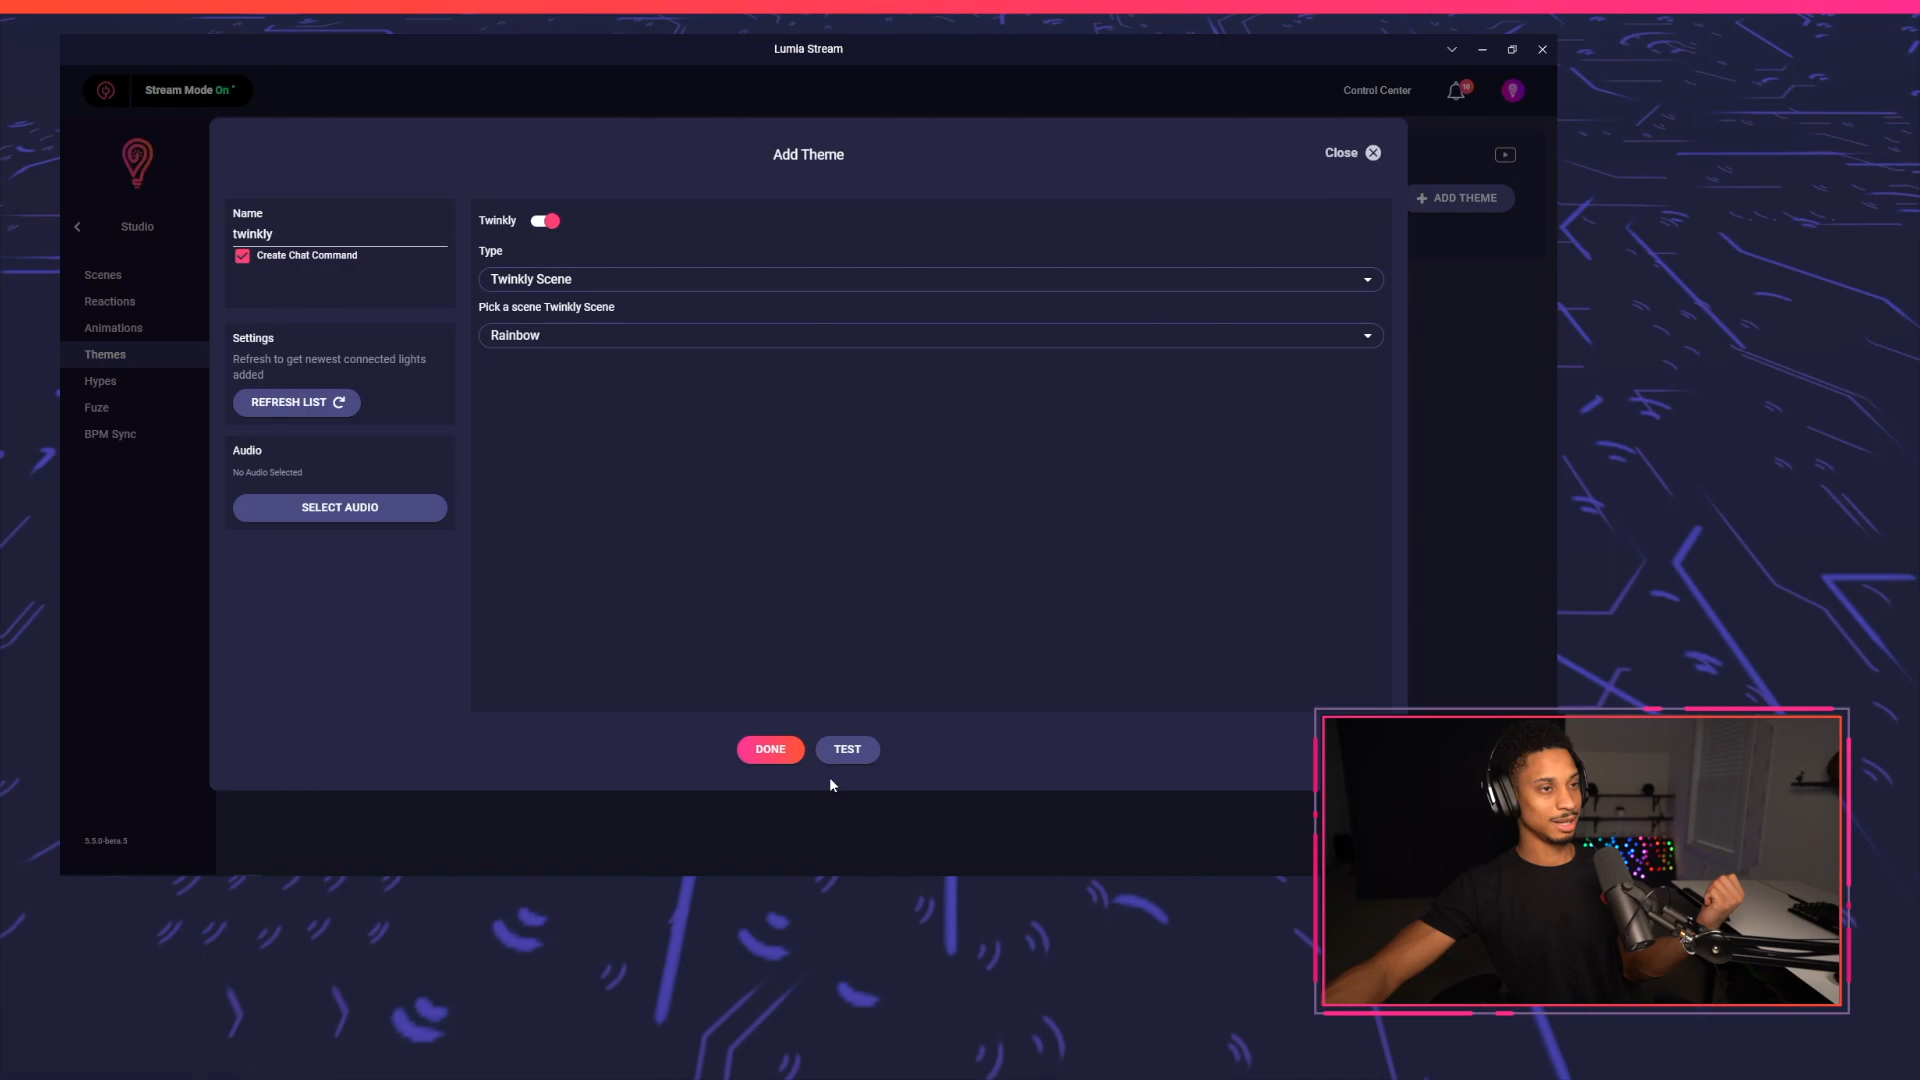 Lumia Stream
Stream Mode On
Control Center
16
Add Theme
Close
Studio
Scenes
Reactions
Animations
Themes
Hypes
Fuze
BPM Sync
5.5.0-beta.5
Name
twinkly
Create Chat Command
Settings
Refresh to get newest connected lights
added
REFRESH LIST
Audio
No Audio Selected
SELECT AUDIO
Twinkly
Type
Twinkly Scene
Pick a scene Twinkly Scene
Rainbow
ADD THEME
DONE
TEST